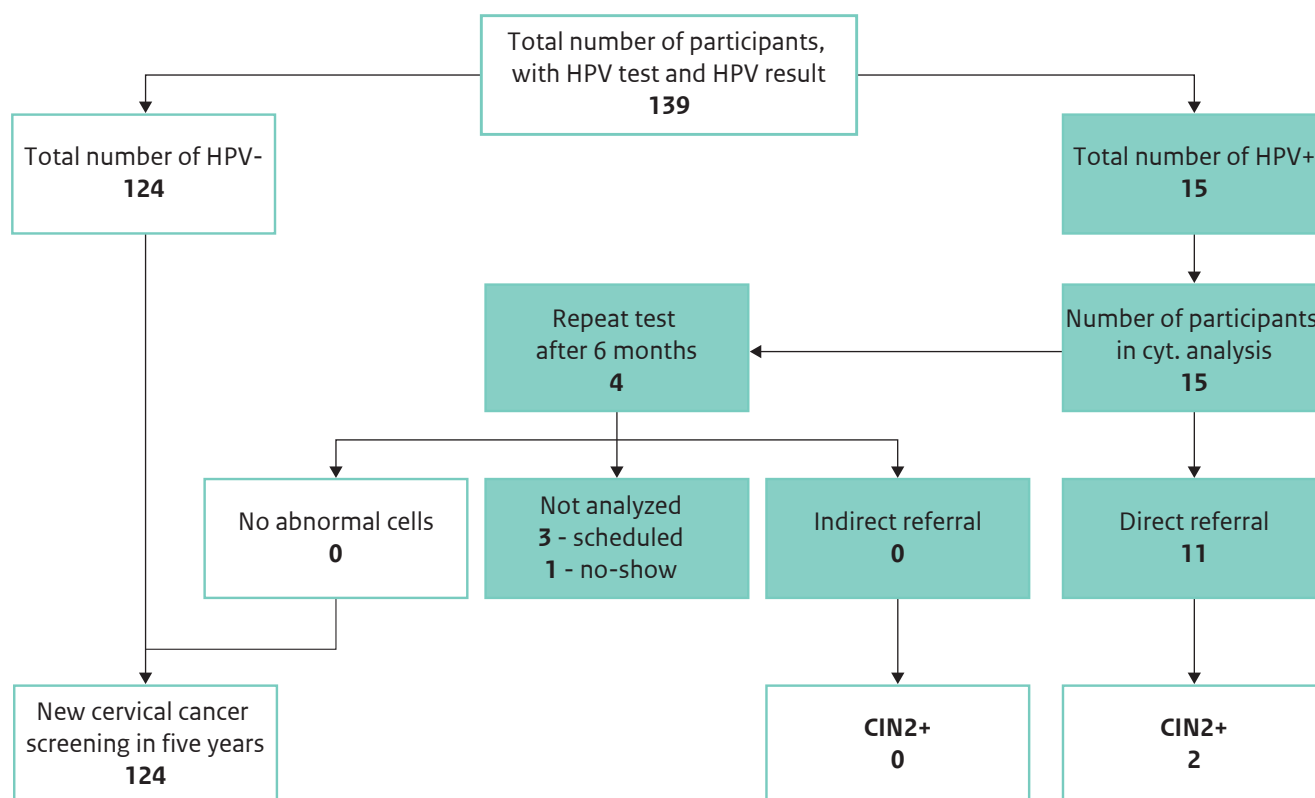 Total number of participants,
with HPV test and HPV result
139
Total number of HPV-
124
Total number of HPV+
15
Repeat test
after 6 months
4
Number of participants
in cyt. analysis
15
No abnormal cells
0
Not analyzed
3 - scheduled
1 - no-show
Indirect referral
0
Direct referral
11
New cervical cancer
screening in five years
124
CIN2+
0
CIN2+
2